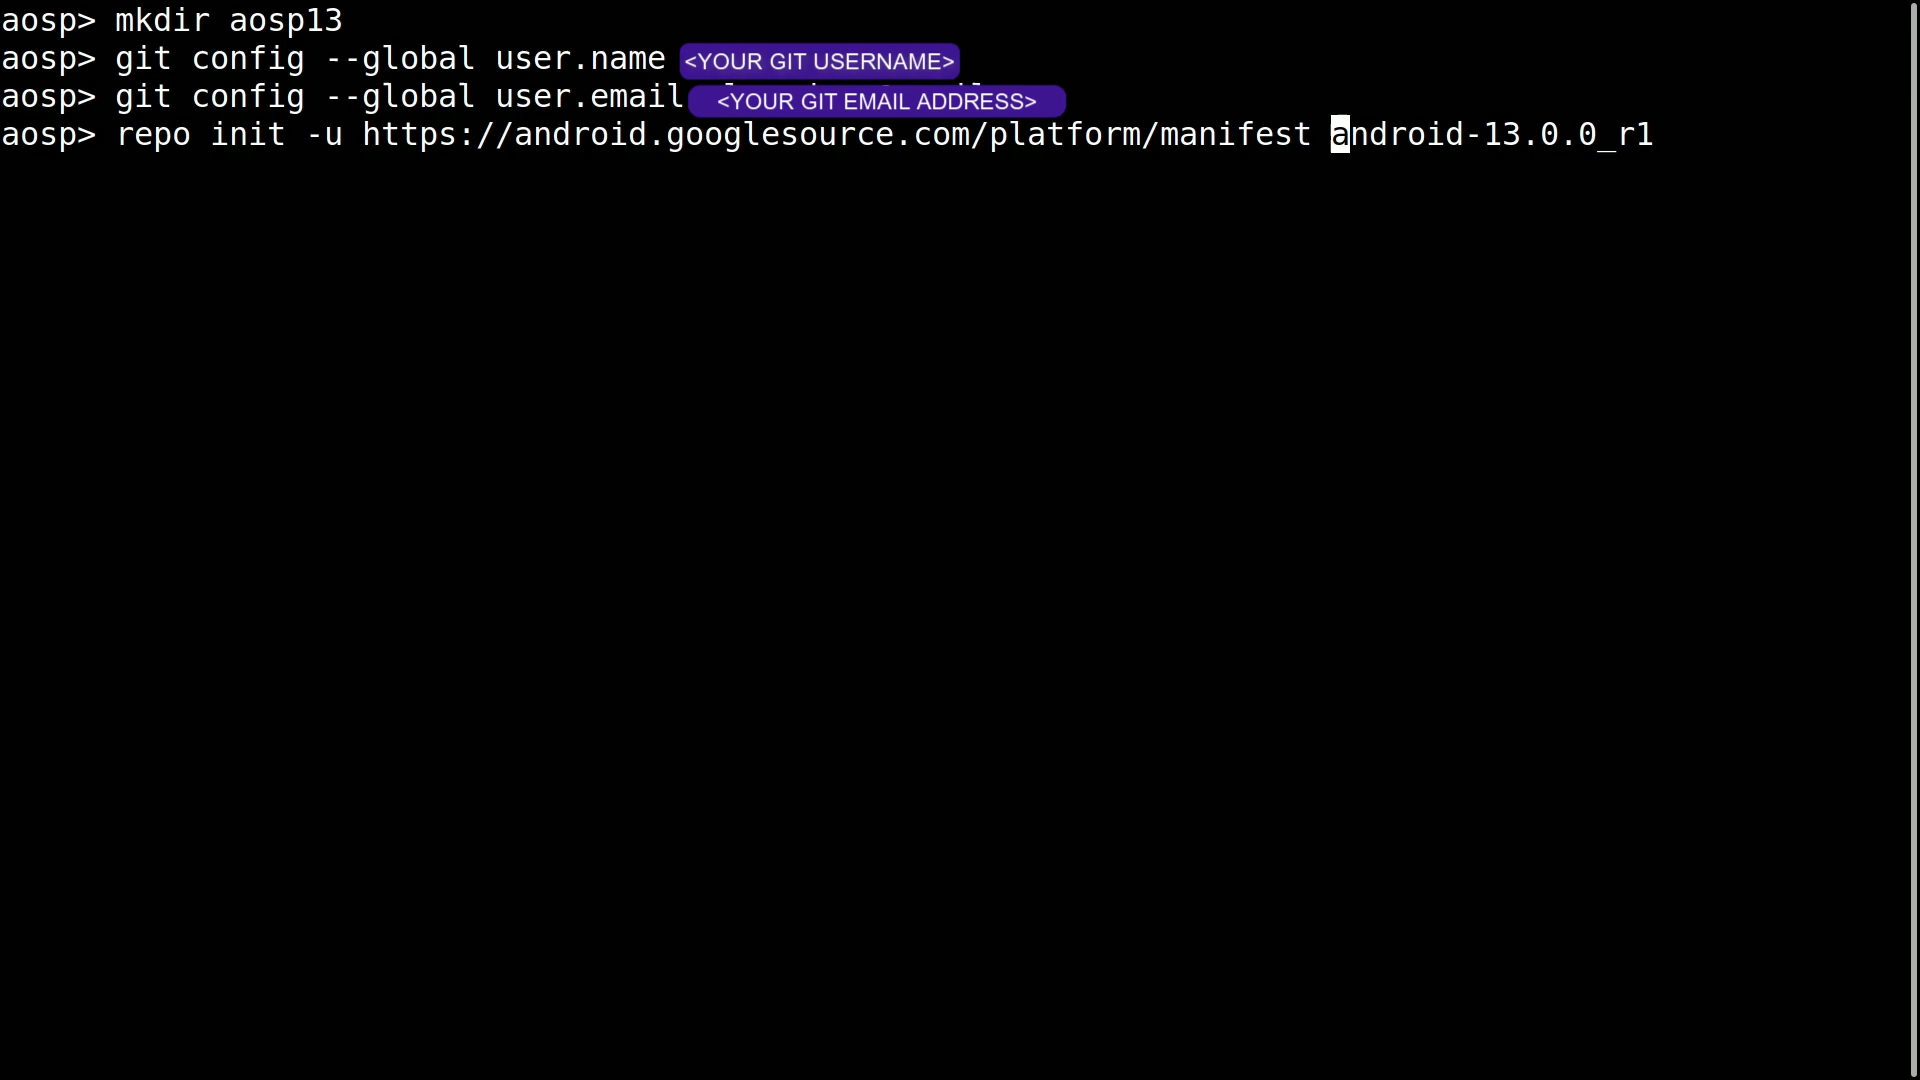 aosp> mkdir aosp13
aosp> git config --global user.name <YOUR GIT USERNAME>
aosp> git config --global user.email <YOUR GIT EMAIL ADDRESS>
aosp> repo init -u https://android.googlesource.com/platform/manifest android-13.0.0_r1